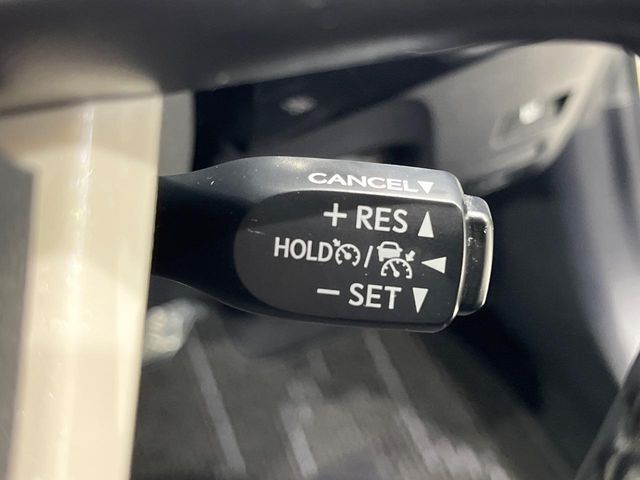 CANCEL▼
+ RES ▲
HOLD / ◄
− SET ▼